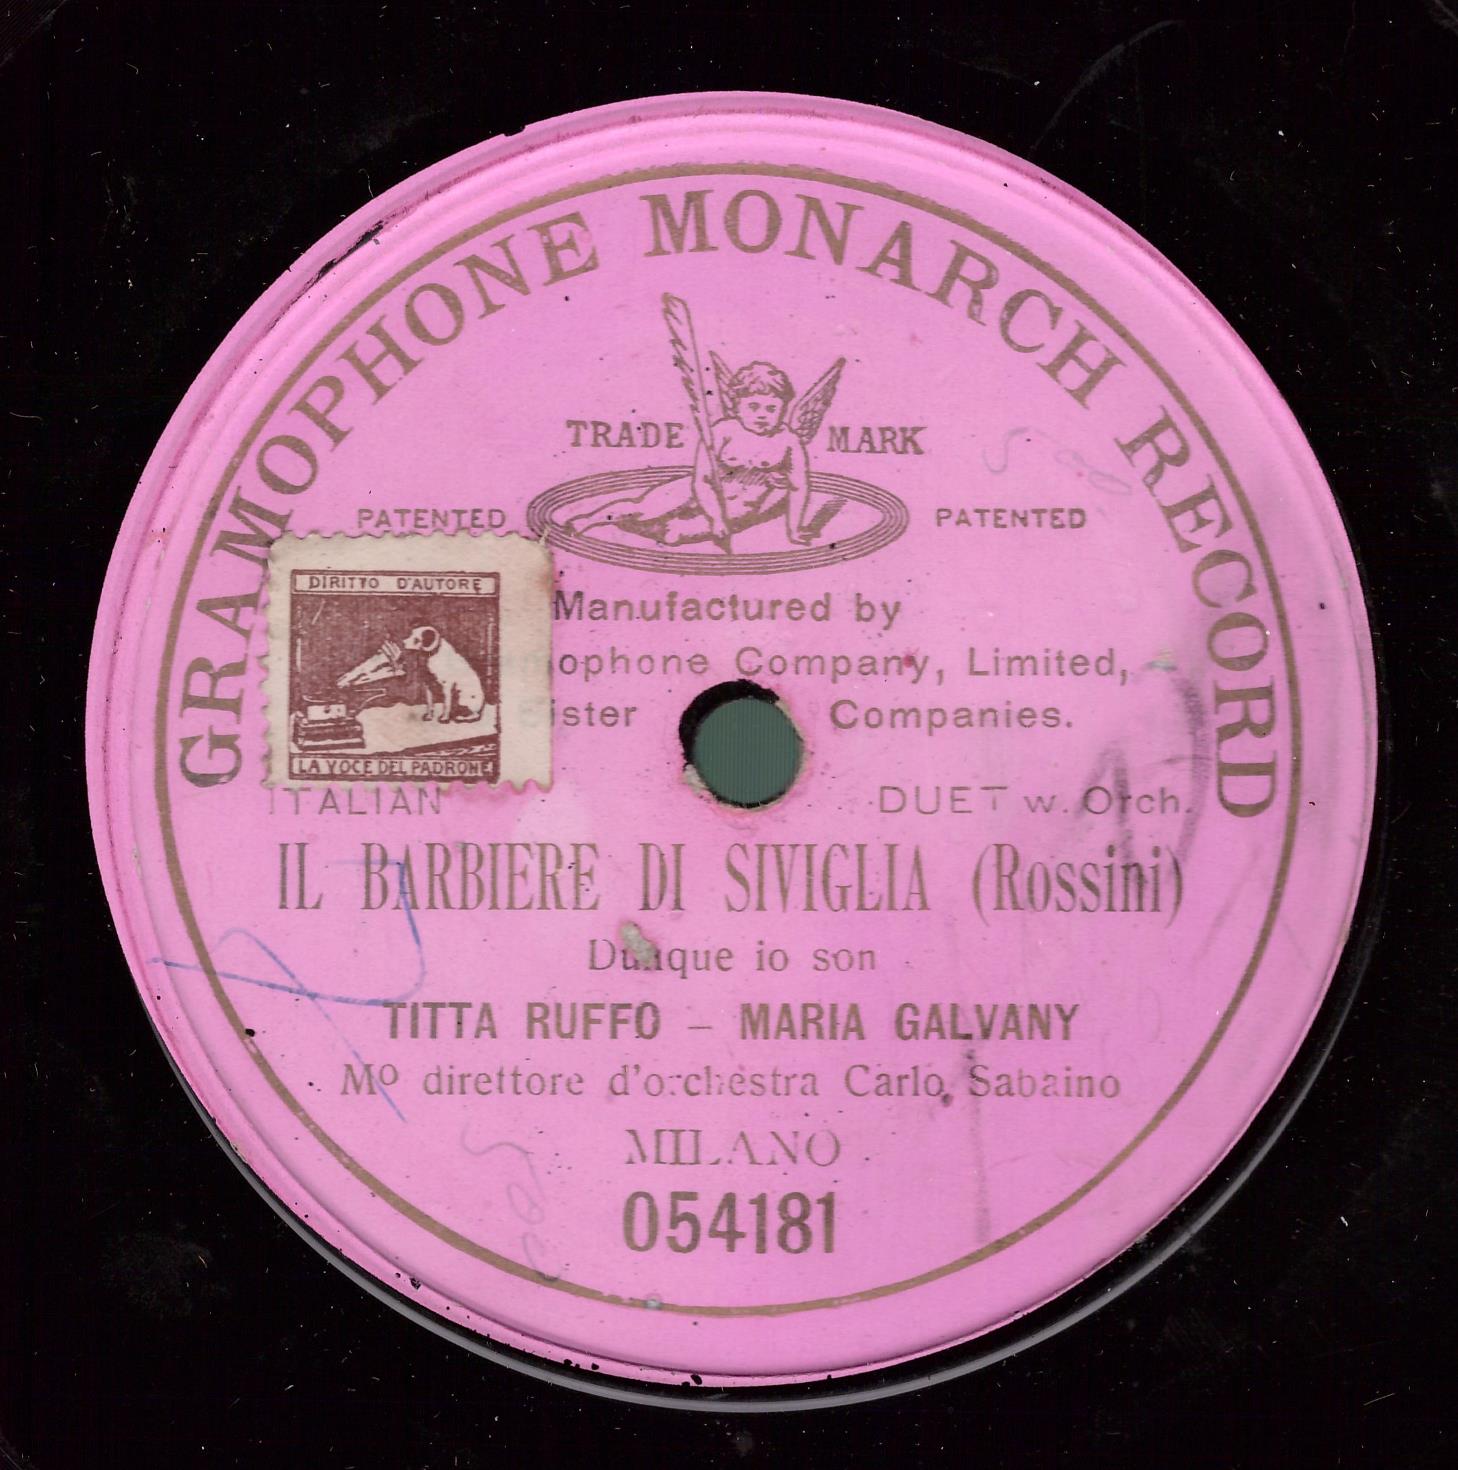 GRAMOPHONE MONARCH RECORD
TRADE MARK
PATENTED PATENTED
DIRITTO D'AUTORE
LA VOCE DEL PADRONE
Manufactured by
mophone Company, Limited,
Sister Companies.
ITALIAN DUET w. Orch.
IL BARBIERE DI SIVIGLIA (Rossini)
Dunque io son
TITTA RUFFO – MARIA GALVANY
Mº direttore d'orchestra Carlo Sabaino
MILANO
054181